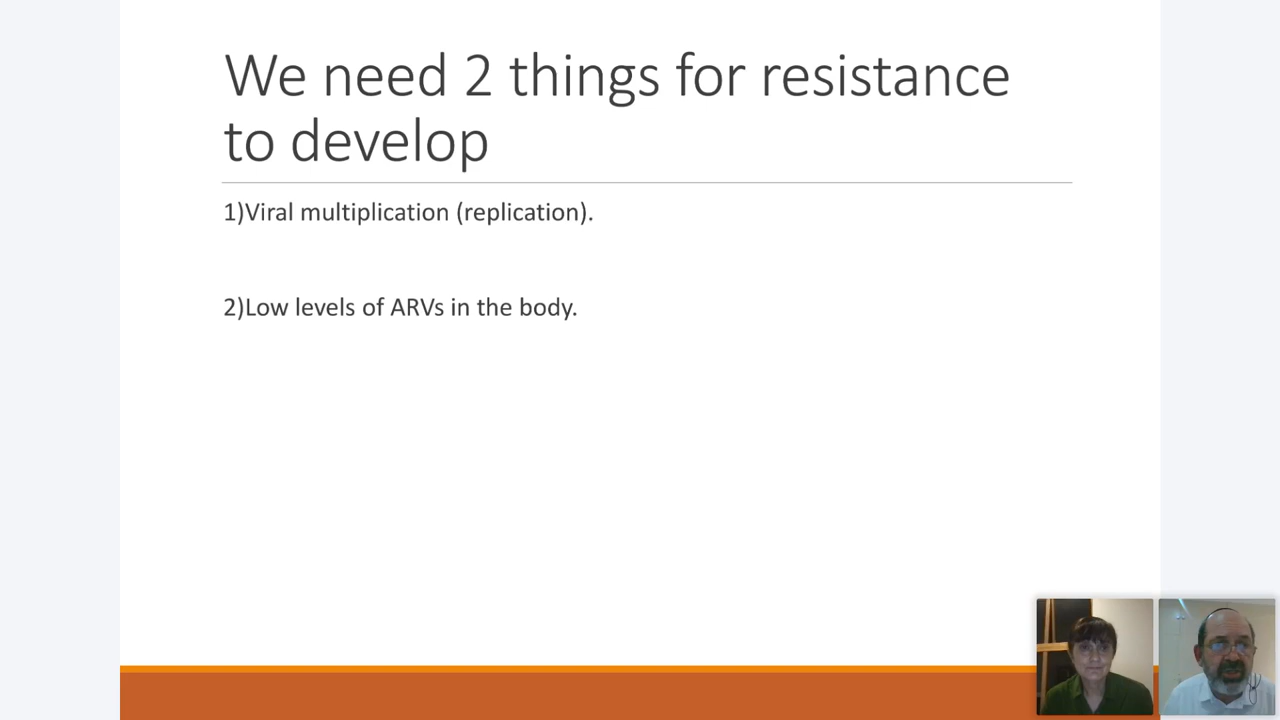 We need 2 things for resistance
to develop
1)Viral multiplication (replication).
2)Low levels of ARVs in the body.